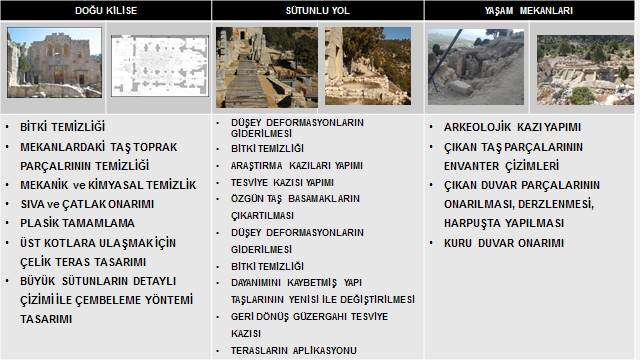 DOĞU KİLİSE
• BİTKİ TEMİZLİĞİ
• MEKANLARDAKİ TAŞ TOPRAK
PARÇALRININ TEMİZLİĞİ
• MEKANİK ve KİMYASAL TEMİZLİK
• SIVA ve ÇATLAK ONARIMI
• PLASİK TAMAMLAMA
• ÜST KOTLARA ULAŞMAK İÇİN
ÇELİK TERAS TASARIMI
• BÜYÜK SÜTUNLARIN DETAYLI
ÇİZİMİ İLE ÇEMBELEME YÖNTEMİ
TASARIMI
SÜTUNLU YOL
• DÜŞEY DEFORMASYONLARIN
GİDERİLMESİ
• BİTKİ TEMİZLİĞİ
• ARAŞTIRMA KAZILARI YAPIMI
• TESVİYE KAZISI YAPIMI
• ÖZGÜN TAŞ BASAMAKLARIN
ÇIKARTILMASI
• DÜŞEY DEFORMASYONLARIN
GİDERİLMESİ
• BİTKİ TEMİZLİĞİ
• DAYANIMINI KAYBETMİŞ YAPI
TAŞLARININ YENİSİ İLE DEĞİŞTİRİLMESİ
• GERİ DÖNÜŞ GÜZERGAHI TESVİYE
KAZISI
• TERASLARIN APLİKASYONU
YAŞAM MEKANLARI
• ARKEOLOJİK KAZI YAPIMI
• ÇIKAN TAŞ PARÇALARININ
ENVANTER ÇİZİMLERİ
• ÇIKAN DUVAR PARÇALARININ
ONARILMASI, DERZLENMESİ,
HARPUŞTA YAPILMASI
• KURU DUVAR ONARIMI